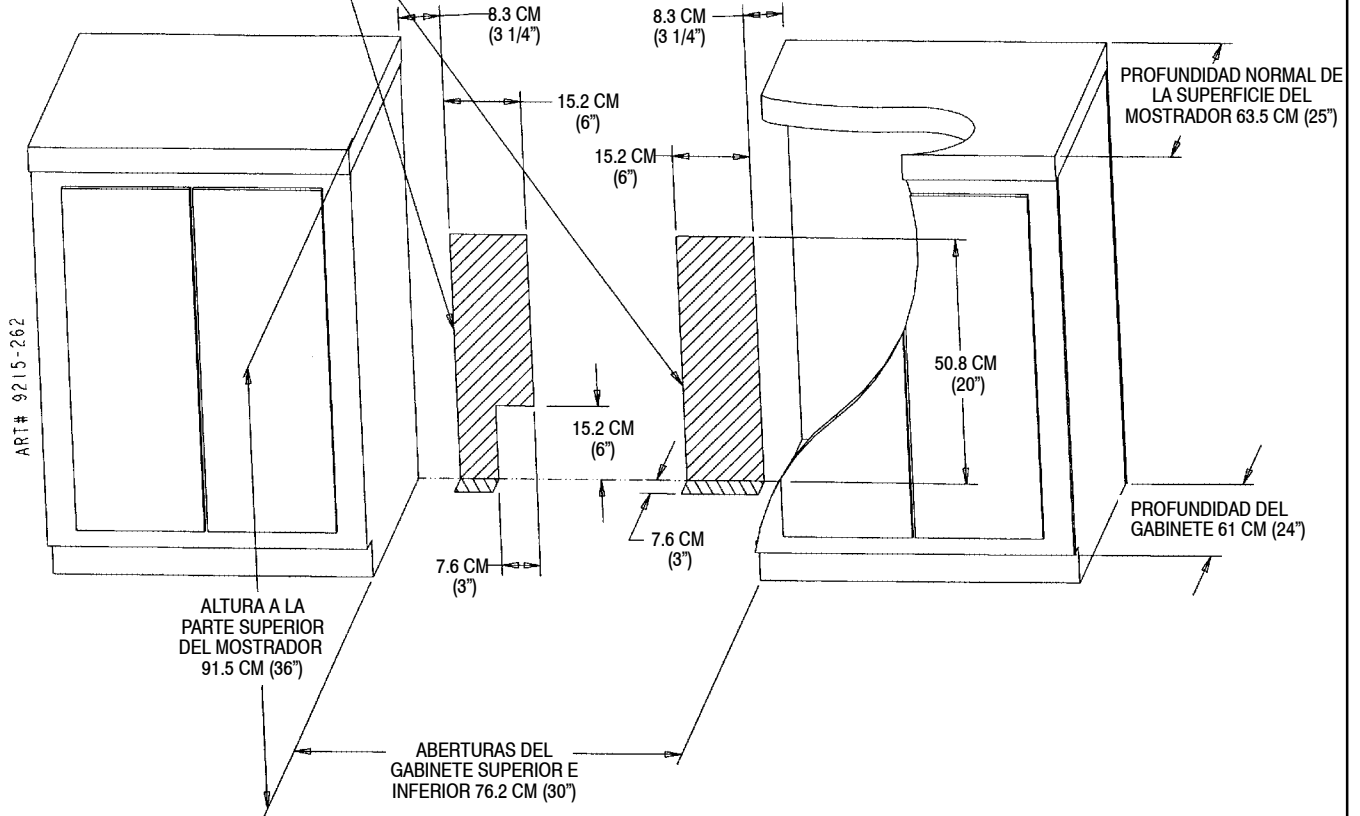 8.3 CM
(3 1/4”)
8.3 CM
(3 1/4”)
PROFUNDIDAD NORMAL DE
LA SUPERFICIE DEL
MOSTRADOR 63.5 CM (25”)
15.2 CM
(6”)
15.2 CM
(6”)
ART# 9215-262
50.8 CM
(20”)
15.2 CM
(6”)
PROFUNDIDAD DEL
GABINETE 61 CM (24”)
7.6 CM
(3”)
7.6 CM
(3”)
ALTURA A LA
PARTE SUPERIOR
DEL MOSTRADOR
91.5 CM (36”)
ABERTURAS DEL
GABINETE SUPERIOR E
INFERIOR 76.2 CM (30”)